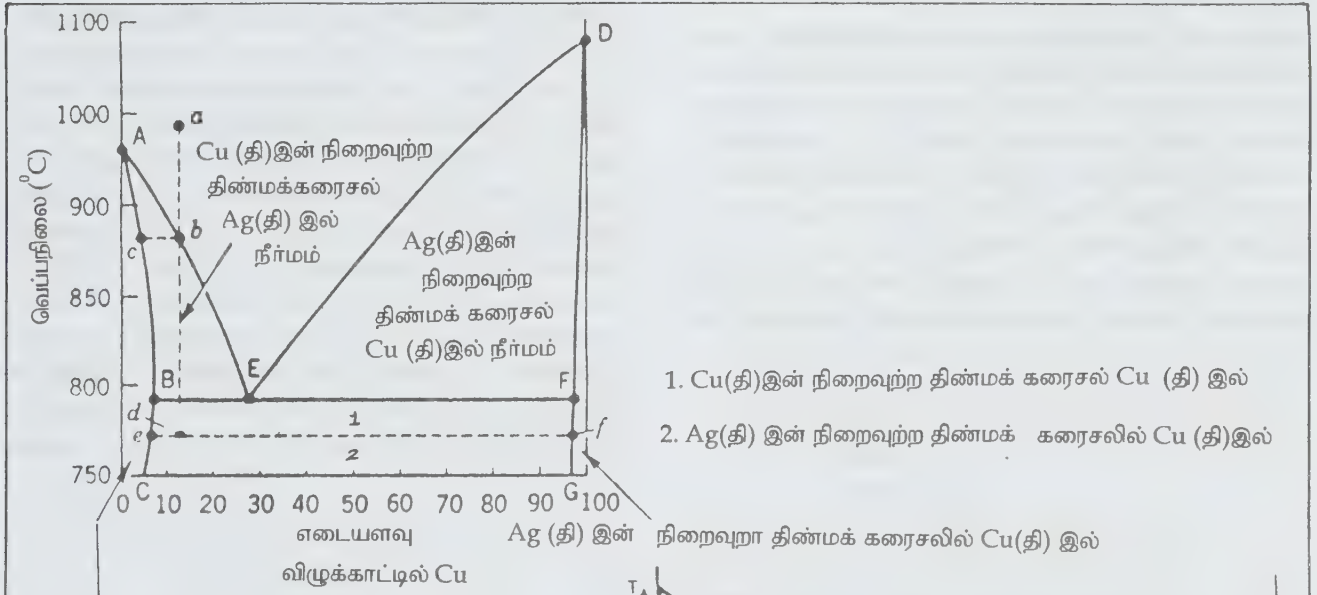 1100
D
1000
a
A
Cu (தி)இன் நிறைவுற்ற
திண்மக்கரைசல்
Ag(தி) இல்
நீர்மம்
வெப்பநிலை (⁰C)
900
c
b
Ag(தி)இன்
நிறைவுற்ற
திண்மக் கரைசல்
Cu (தி)இல் நீர்மம்
850
E
800
B
F
1. Cu(தி)இன் நிறைவுற்ற திண்மக் கரைசல் Cu (தி) இல்
d
1
e
f
2. Ag(தி) இன் நிறைவுற்ற திண்மக் கரைசலில் Cu (தி)இல்
2
750
0 C 10 20 30 40 50 60 70 80 90 G 100
எடையளவு
Ag (தி) இன் நிறைவுறா திண்மக் கரைசலில் Cu(தி) இல்
விழுக்காட்டில் Cu
T